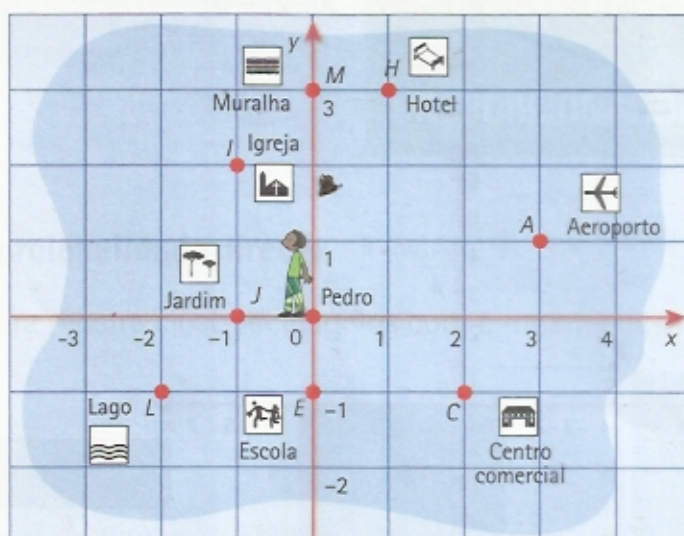 y
M
H
Muralha
3
Hotel
I
Igreja
A
Aeroporto
1
Jardim
J
Pedro
-3
-2
-1
0
1
2
3
4
x
Lago
L
E
-1
C
Escola
Centro
comercial
-2